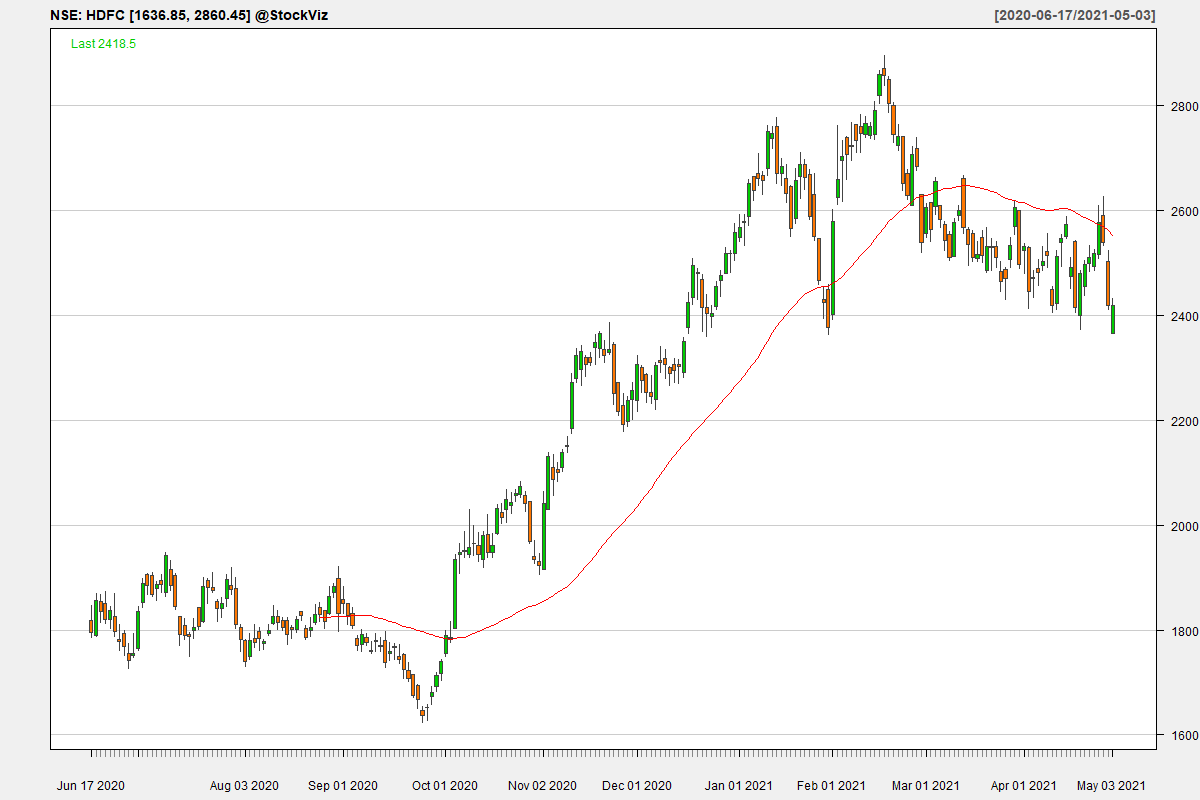 NSE: HDFC [1636.85, 2860.45] @StockViz
[2020-06-17/2021-05-03]
Last 2418.5
2800
2600
2400
2200
2000
1800
1600
Jun 17 2020 Aug 03 2020 Sep 01 2020 Oct 01 2020 Nov 02 2020 Dec 01 2020 Jan 01 2021 Feb 01 2021 Mar 01 2021 Apr 01 2021 May 03 2021